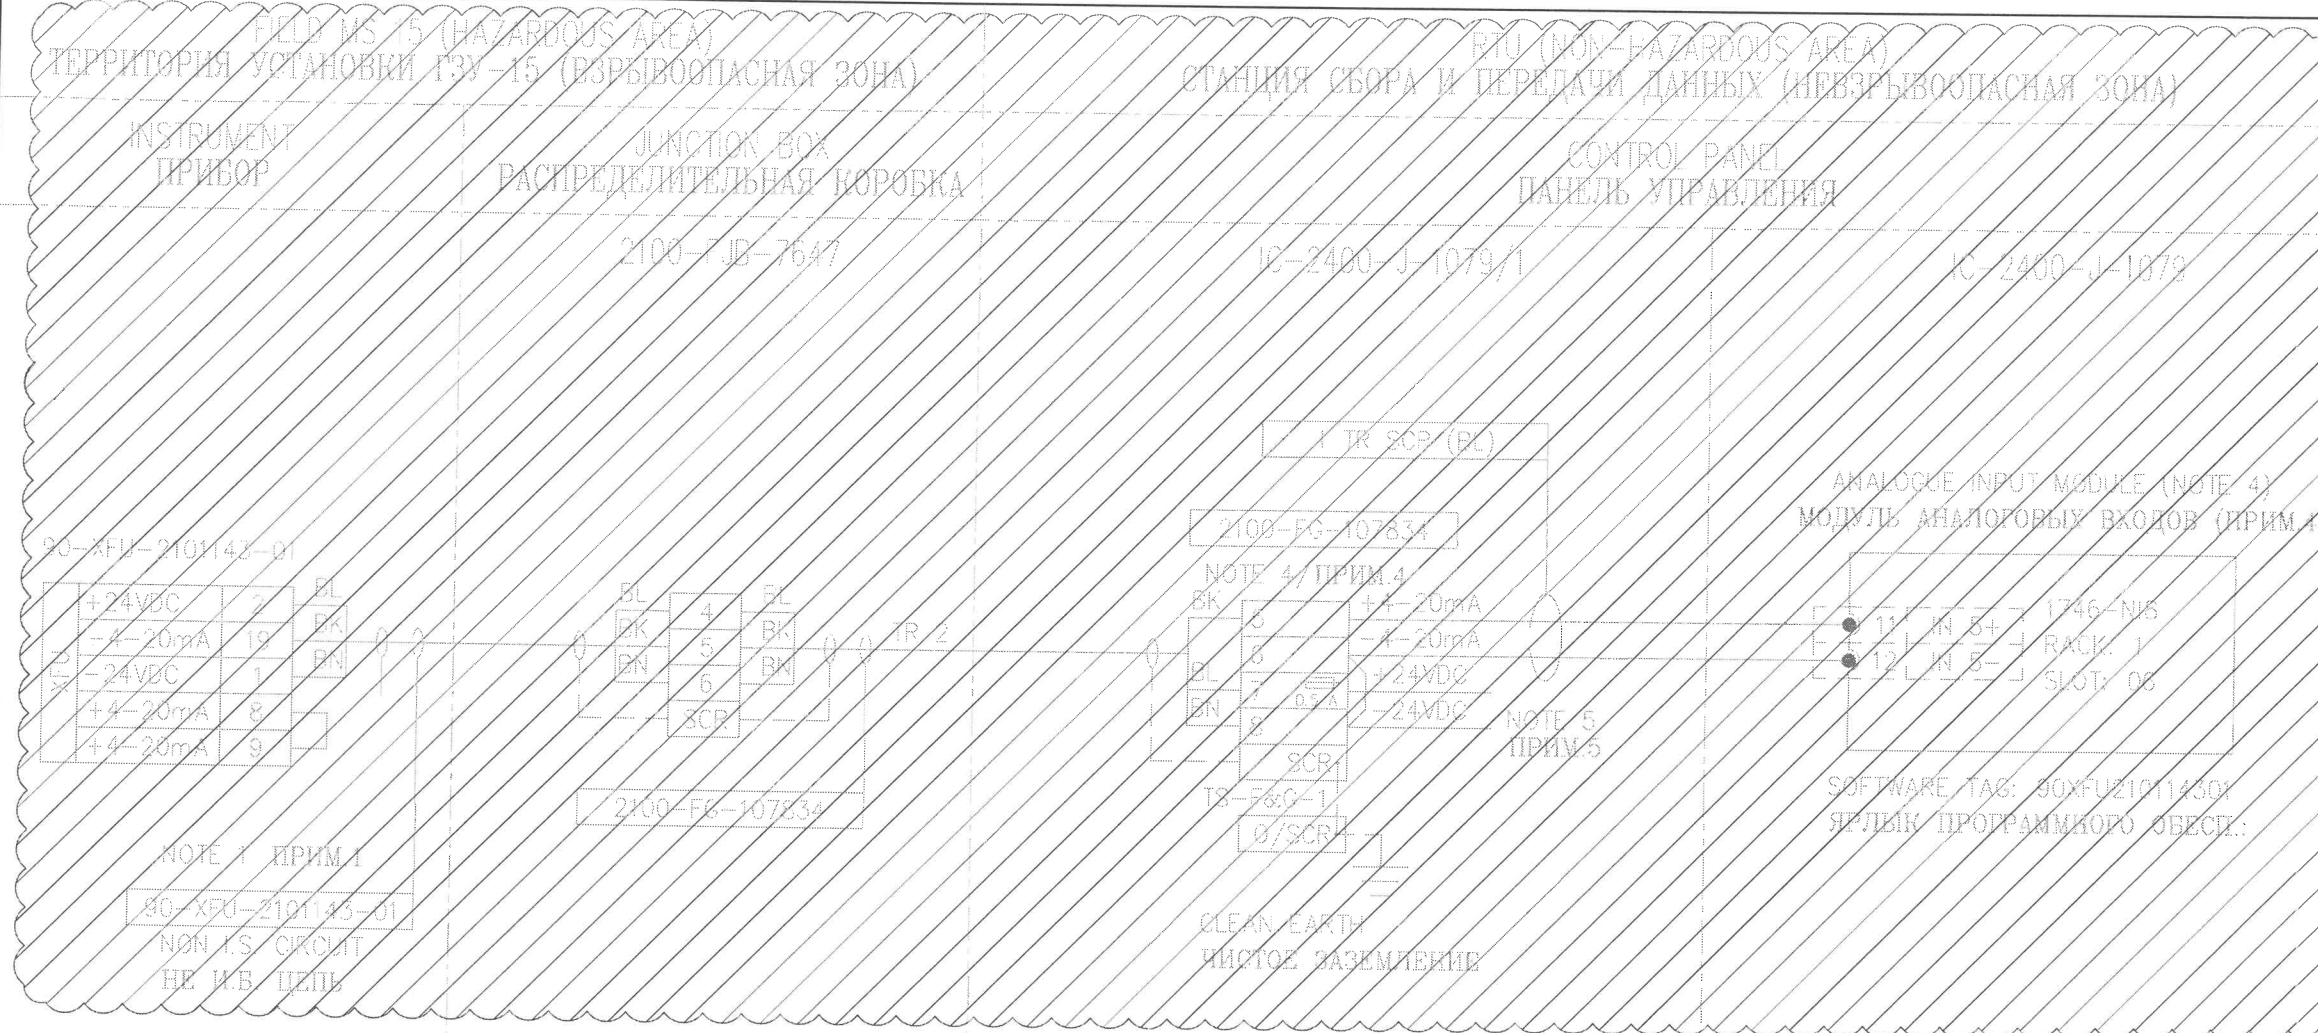 FIELD MS 15 (HAZARDOUS AREA)
ТЕРРИТОРИЯ УСТАНОВКИ ГЗУ-15 (ВЗРЫВООПАСНАЯ ЗОНА)
RTU (NON-HAZARDOUS AREA)
СТАНЦИЯ СБОРА И ПЕРЕДАЧИ ДАННЫХ (НЕВЗРЫВООПАСНАЯ ЗОНА)
INSTRUMENT
ПРИБОР
JUNCTION BOX
РАСПРЕДЕЛИТЕЛЬНАЯ КОРОБКА
CONTROL PANEL
ПАНЕЛЬ УПРАВЛЕНИЯ
2100-FJB-7647
IC-2400-J-1079/1
IC-2400-J-1079
1 TR SCR (BL)
2100-FG-107834
NOTE 4/ПРИМ.4
ANALOGUE INPUT MODULE (NOTE 4)
МОДУЛЬ АНАЛОГОВЫХ ВХОДОВ (ПРИМ.4
90-XFU-2101143-01
+24VDC 2 BL
-4-20mA 19 BK
-24VDC 1 BN
+4-20mA 8
+4-20mA 9
BL 4 BL
BK 5 BK
BN 6 BN
SCR
TR 2
BK 5 +4-20mA
6 -4-20mA
BL 7 0.5 A +24VDC
BN 8 -24VDC
SCR
NOTE 5
ПРИМ.5
TS-F&G-1
0/SCR
11 IN 5+
12 IN 5-
1746-NI8
RACK: 1
SLOT: 06
2100-FG-107834
SOFTWARE TAG: 90XFU210114301
ЯРЛЫК ПРОГРАММНОГО ОБЕСП.:
NOTE 1 ПРИМ.1
90-XFU-2101143-01
NON I.S. CIRCUIT
НЕ И.Б. ЦЕПЬ
CLEAN EARTH
ЧИСТОЕ ЗАЗЕМЛЕНИЕ